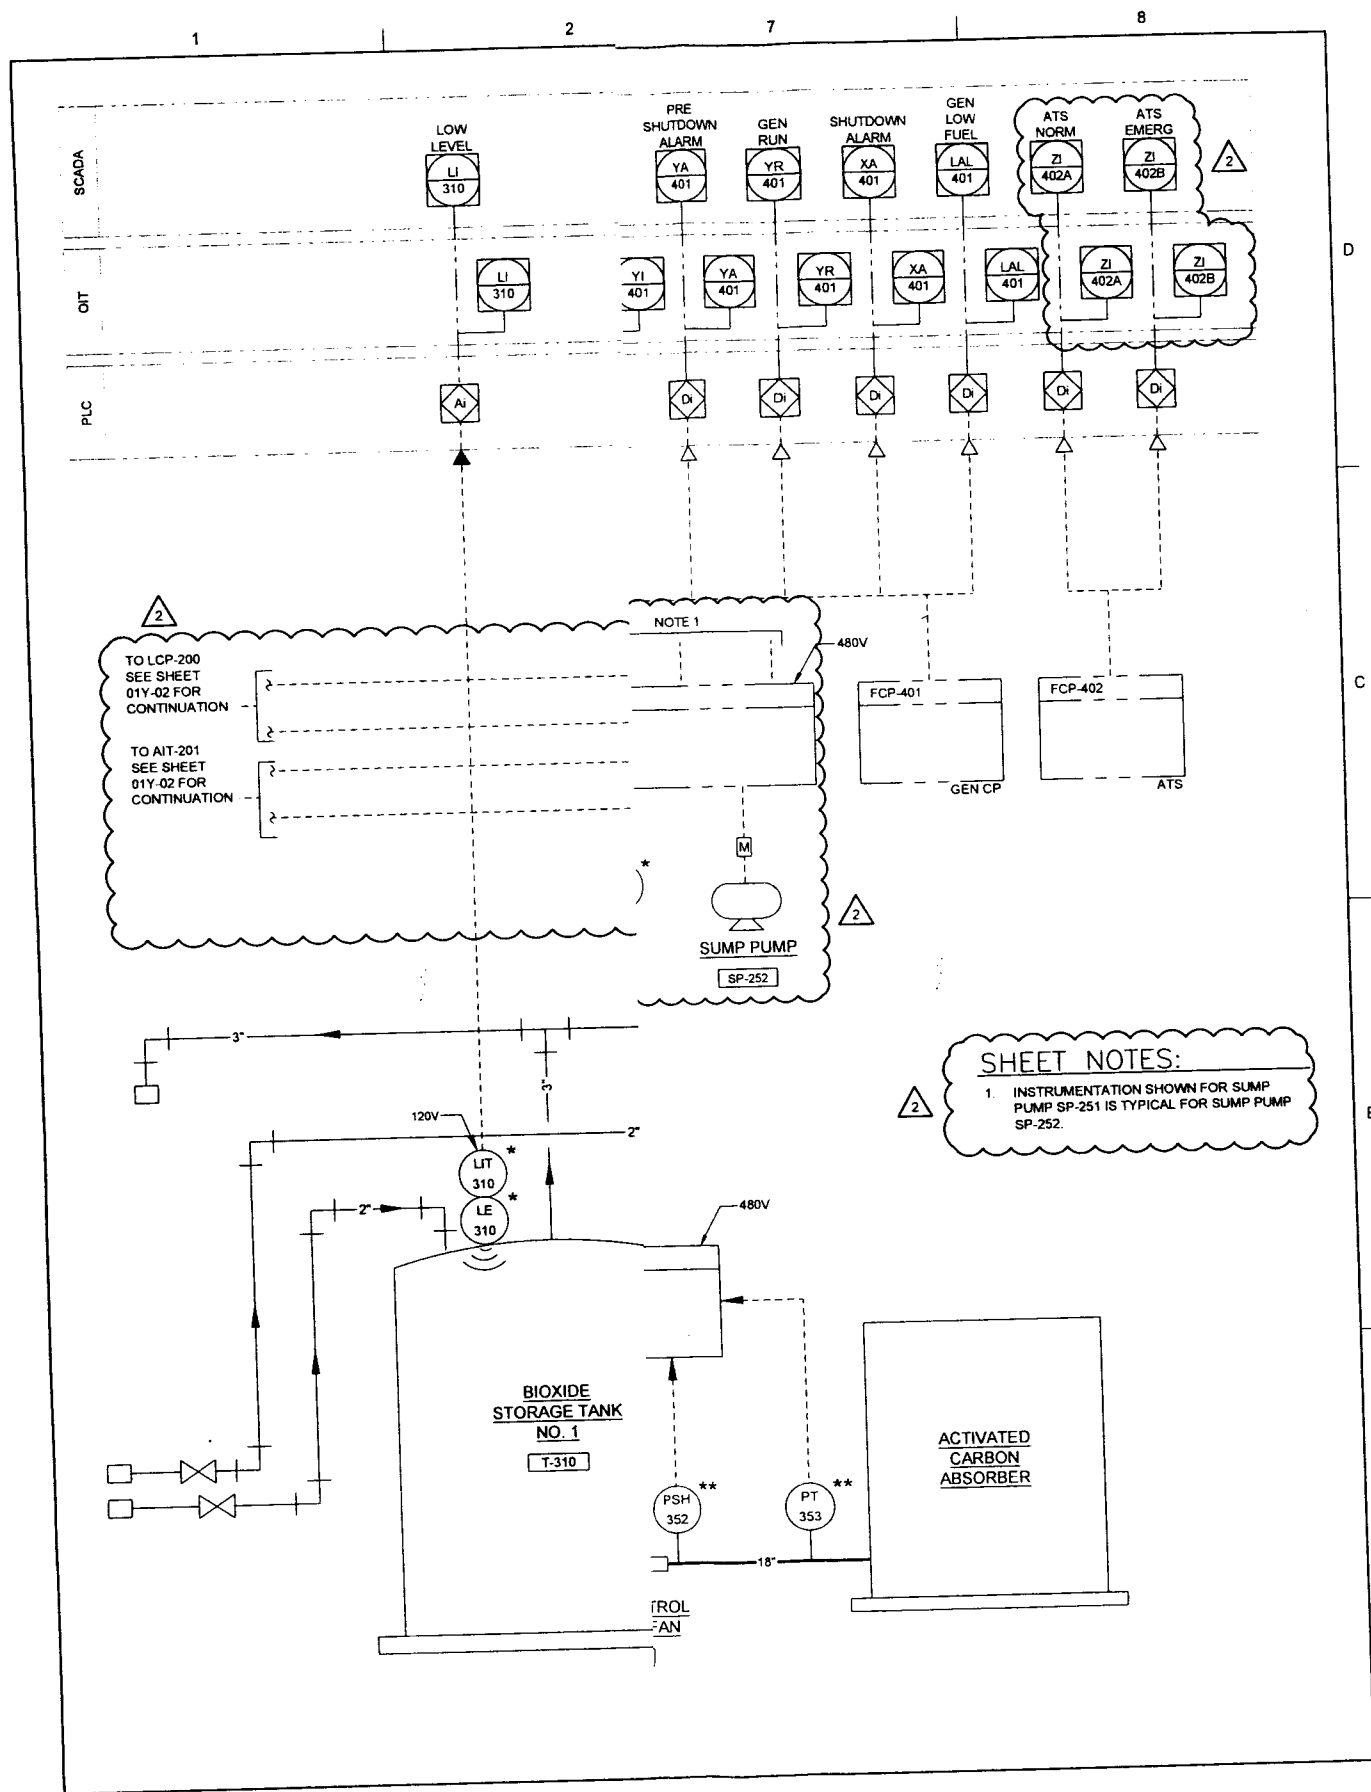 1
2
7
8
SCADA
LOW
LEVEL
LI
310
PRE
SHUTDOWN
ALARM
YA
401
GEN
RUN
YR
401
SHUTDOWN
ALARM
XA
401
GEN
LOW
FUEL
LAL
401
ATS
NORM
ZI
402A
ATS
EMERG
ZI
402B
2
D
OIT
LI
310
YI
401
YA
401
YR
401
XA
401
LAL
401
ZI
402A
ZI
402B
PLC
Ai
Di
Di
Di
Di
Di
Di
2
TO LCP-200
SEE SHEET
01Y-02 FOR
CONTINUATION
TO AIT-201
SEE SHEET
01Y-02 FOR
CONTINUATION
NOTE 1
480V
FCP-401
GEN CP
FCP-402
ATS
C
*
M
SUMP PUMP
SP-252
2
3"
3"
SHEET NOTES:
1. INSTRUMENTATION SHOWN FOR SUMP
PUMP SP-251 IS TYPICAL FOR SUMP PUMP
SP-252.
2
120V
2"
LIT
310
*
LE
310
*
2"
480V
BIOXIDE
STORAGE TANK
NO. 1
T-310
PSH
352
**
PT
353
**
18"
ACTIVATED
CARBON
ABSORBER
TROL
FAN